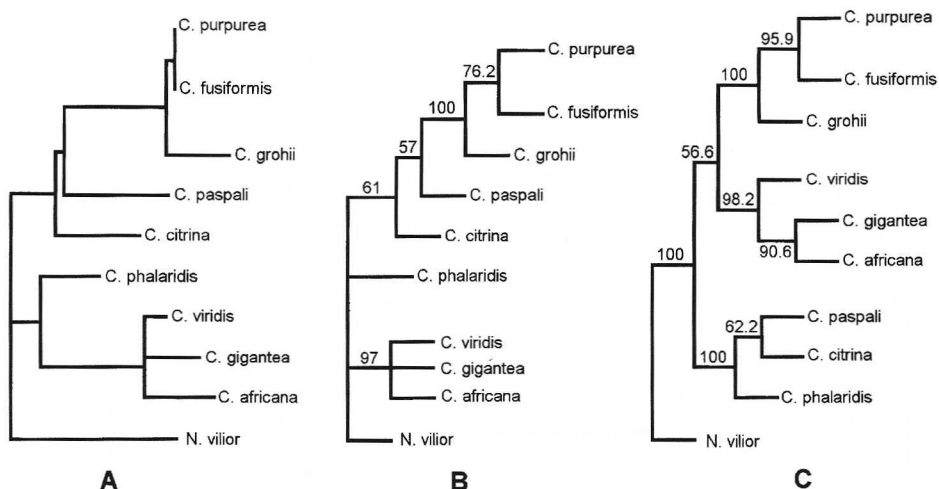 C. purpurea
C. fusiformis
C. grohii
C. paspali
C. citrina
C. phalaridis
C. viridis
C. gigantea
C. africana
N. vilior
A
76.2
C. purpurea
100
C. fusiformis
57
C. grohii
61
C. paspali
C. citrina
C. phalaridis
C. viridis
97
C. gigantea
C. africana
N. vilior
B
C. purpurea
95.9
100
C. fusiformis
C. grohii
56.6
C. viridis
98.2
C. gigantea
90.6
C. africana
100
C. paspali
62.2
C. citrina
100
C. phalaridis
N. vilior
C